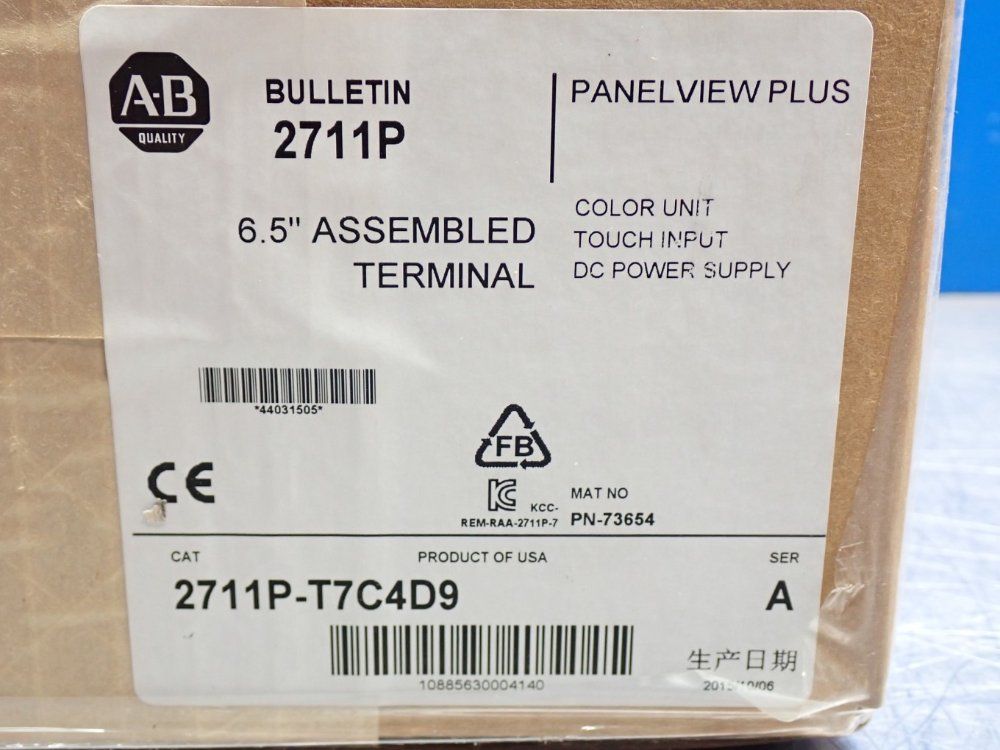 A-B
QUALITY
BULLETIN
2711P
PANELVIEW PLUS
6.5" ASSEMBLED
TERMINAL
COLOR UNIT
TOUCH INPUT
DC POWER SUPPLY
*44031505*
FB
CE
KC
KCC-
REM-RAA-2711P-7
MAT NO
PN-73654
CAT
PRODUCT OF USA
SER
2711P-T7C4D9
A
10885630004140
生产日期